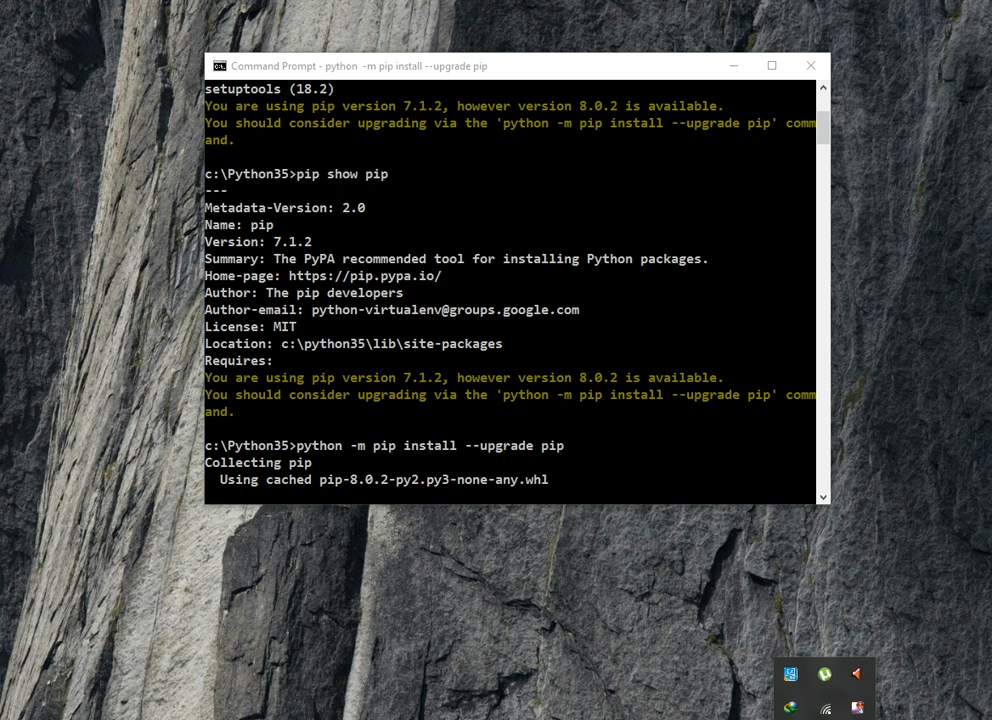 Command Prompt - python  -m pip install --upgrade pip
setuptools (18.2)
You are using pip version 7.1.2, however version 8.0.2 is available.
You should consider upgrading via the 'python -m pip install --upgrade pip' comm
and.
c:\Python35>pip show pip
---
Metadata-Version: 2.0
Name: pip
Version: 7.1.2
Summary: The PyPA recommended tool for installing Python packages.
Home-page: https://pip.pypa.io/
Author: The pip developers
Author-email: python-virtualenv@groups.google.com
License: MIT
Location: c:\python35\lib\site-packages
Requires:
You are using pip version 7.1.2, however version 8.0.2 is available.
You should consider upgrading via the 'python -m pip install --upgrade pip' comm
and.
c:\Python35>python -m pip install --upgrade pip
Collecting pip
  Using cached pip-8.0.2-py2.py3-none-any.whl